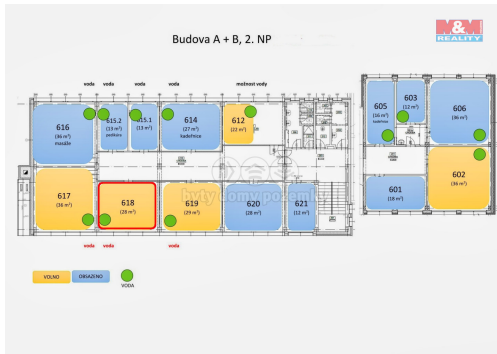 M&M
REALITY
Budova A + B, 2. NP
voda voda voda voda možnost vody
616
(36 m²)
masáže
615.2
(13 m²)
pedikúra
615.1
(13 m²)
614
(27 m²)
kadeřnice
612
(22 m²)
605
(16 m²)
kadeřnice
603
(12 m²)
606
(36 m²)
617
(36 m²)
618
(28 m²)
619
(29 m²)
620
(28 m²)
621
(12 m²)
601
(18 m²)
602
(36 m²)
bytydomypozemky
voda voda voda
VOLNO
OBSAZENO
VODA